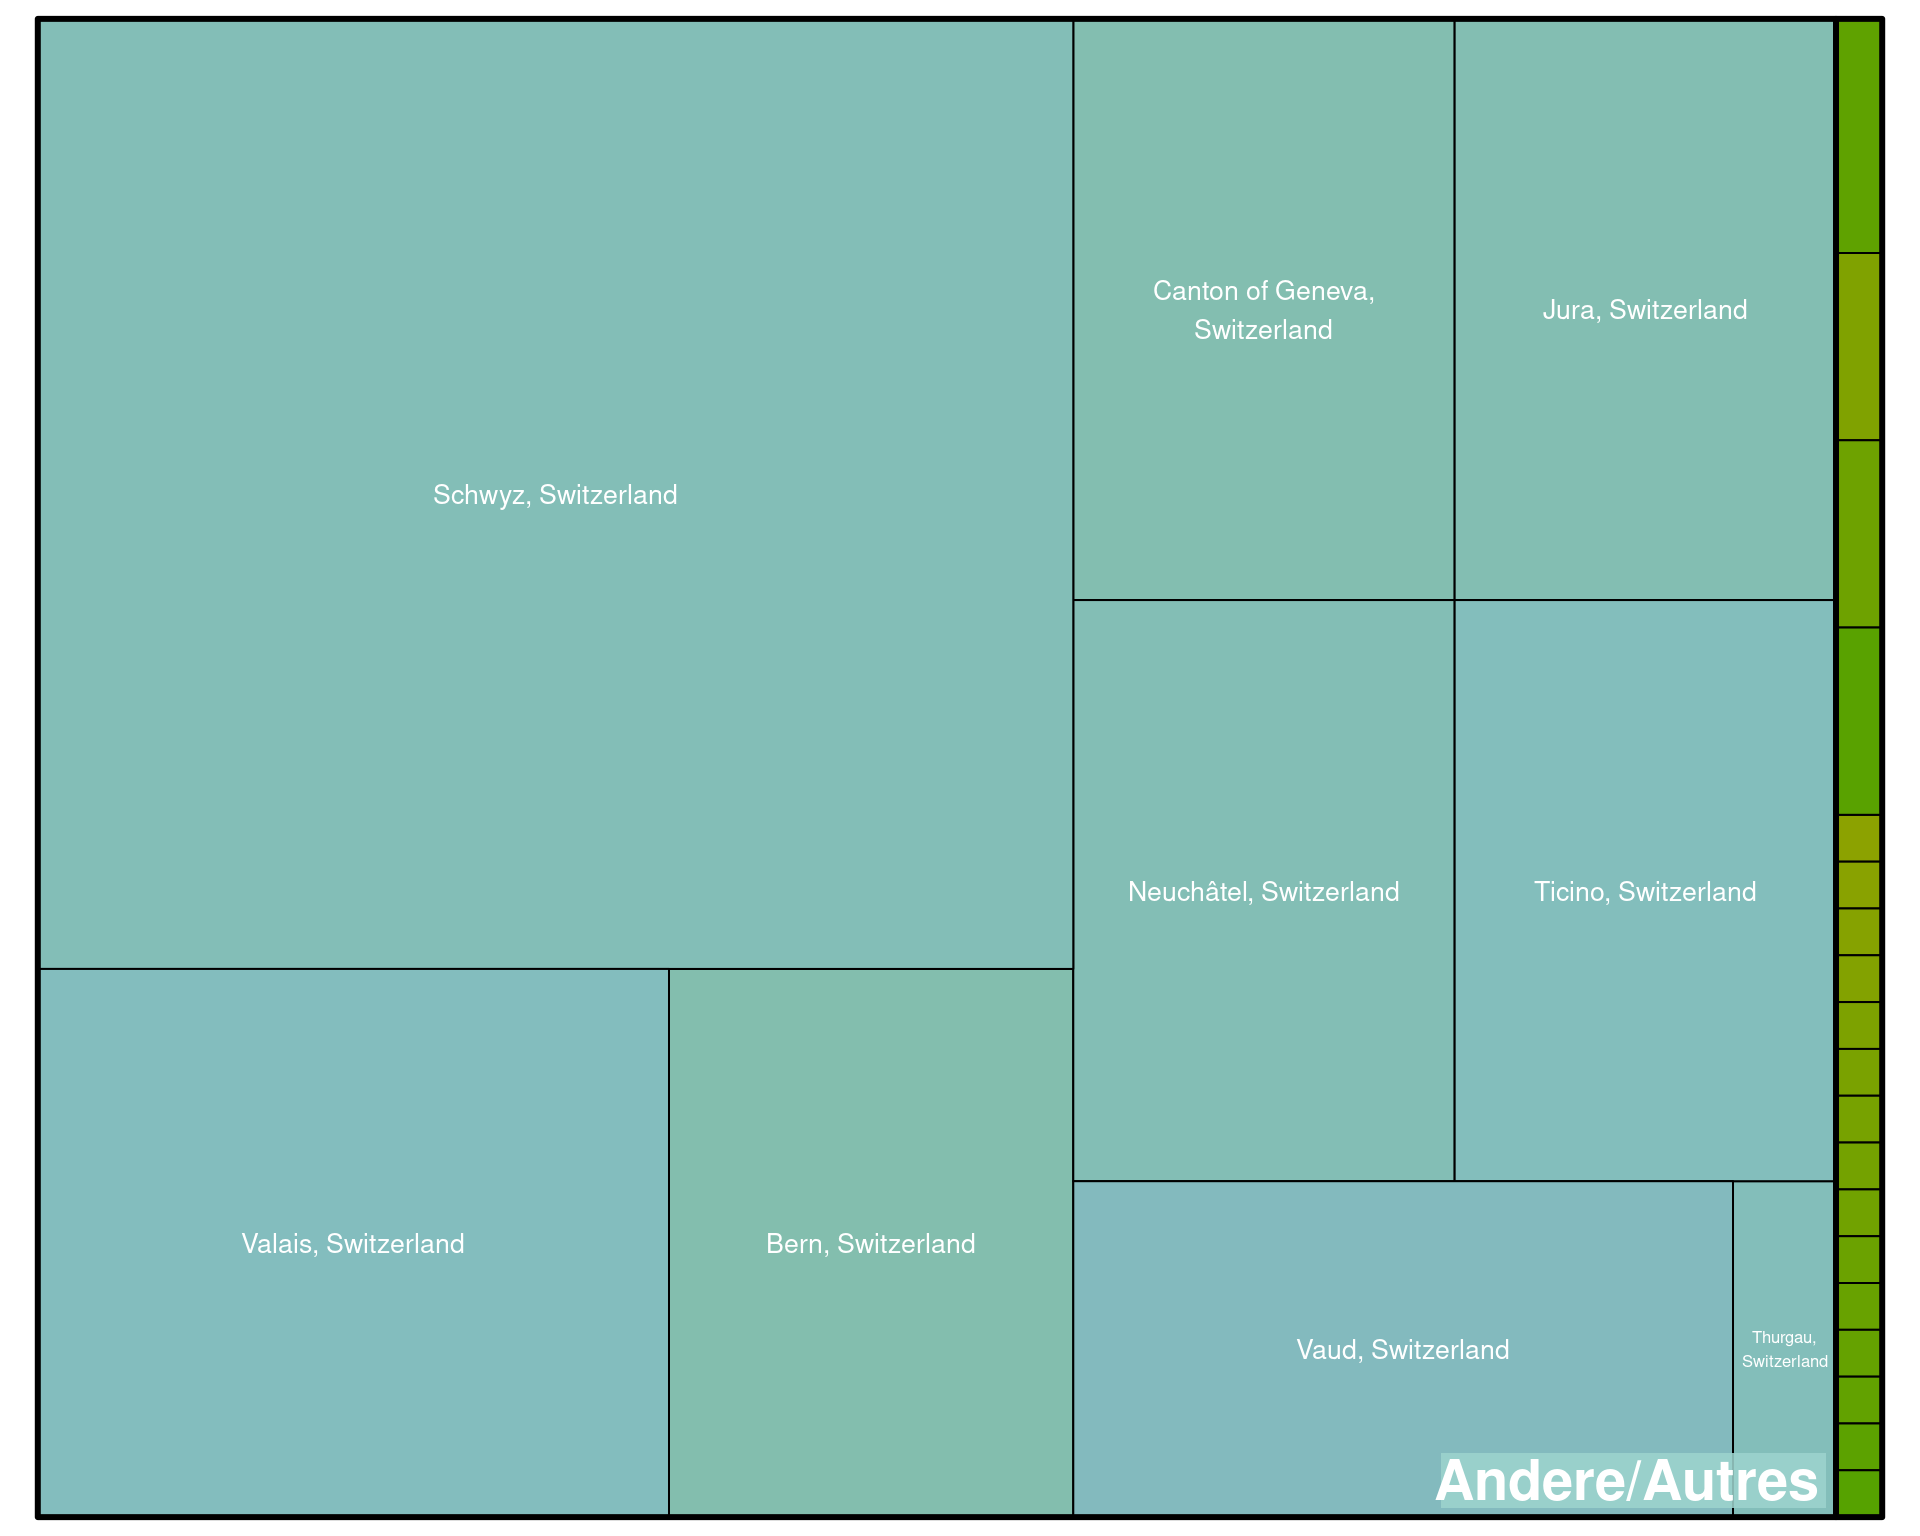 Canton of Geneva,
Switzerland
Jura, Switzerland
Schwyz, Switzerland
Neuchâtel, Switzerland
Ticino, Switzerland
Valais, Switzerland
Bern, Switzerland
Vaud, Switzerland
Thurgau,
Switzerland
Andere/Autres